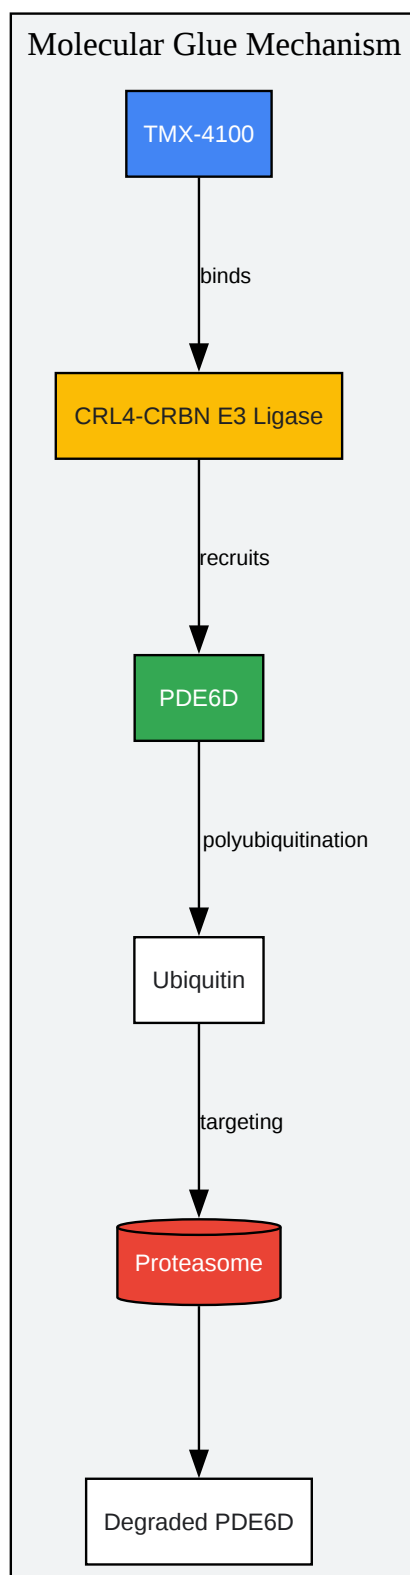 Molecular Glue Mechanism
TMX-4100
binds
CRL4-CRBN E3 Ligase
recruits
PDE6D
polyubiquitination
Ubiquitin
targeting
Proteasome
Degraded PDE6D